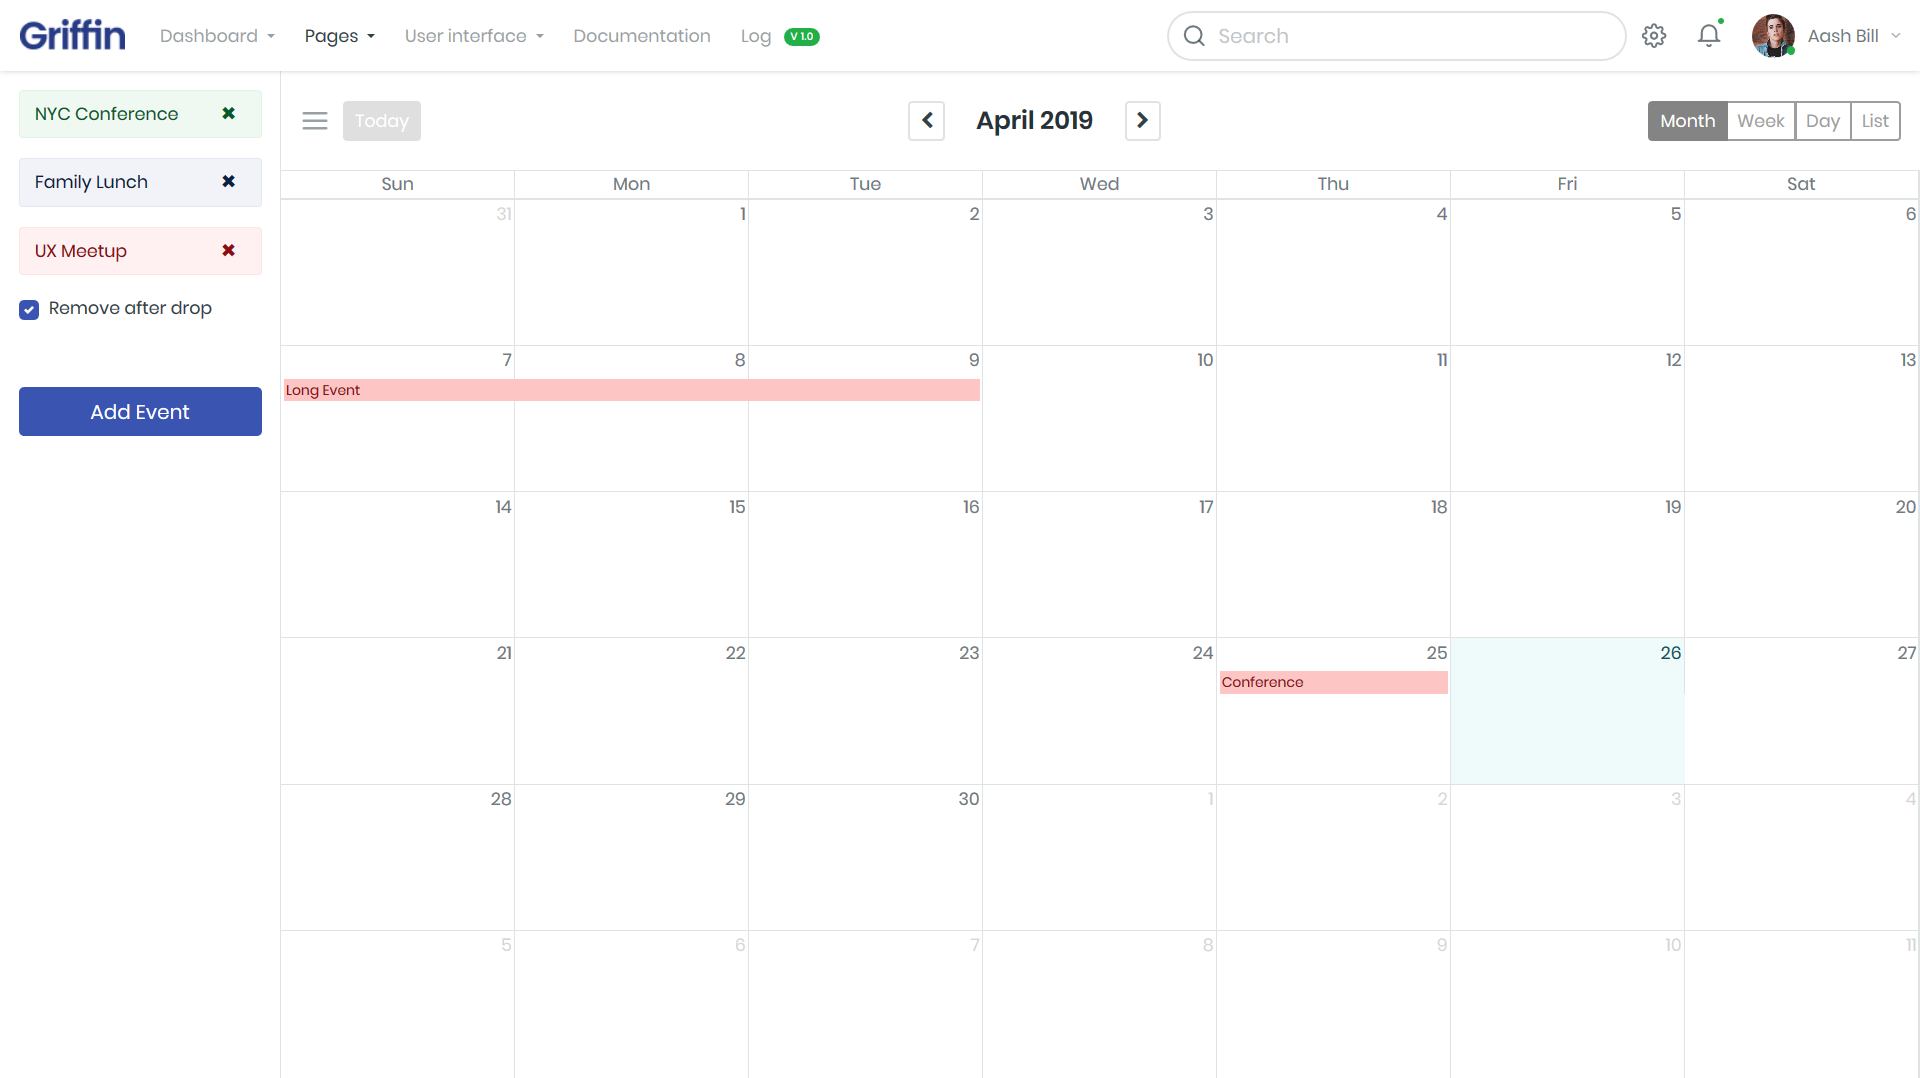 Griffin Dashboard Pages User interface Documentation Log V 1.0 Search Aash Bill
NYC Conference
Family Lunch
UX Meetup
Remove after drop
Add Event
Today April 2019 Month Week Day List
Sun Mon Tue Wed Thu Fri Sat
31 1 2 3 4 5 6
7 8 9 10 11 12 13
Long Event
14 15 16 17 18 19 20
21 22 23 24 25 26 27
Conference
28 29 30 1 2 3 4
5 6 7 8 9 10 11